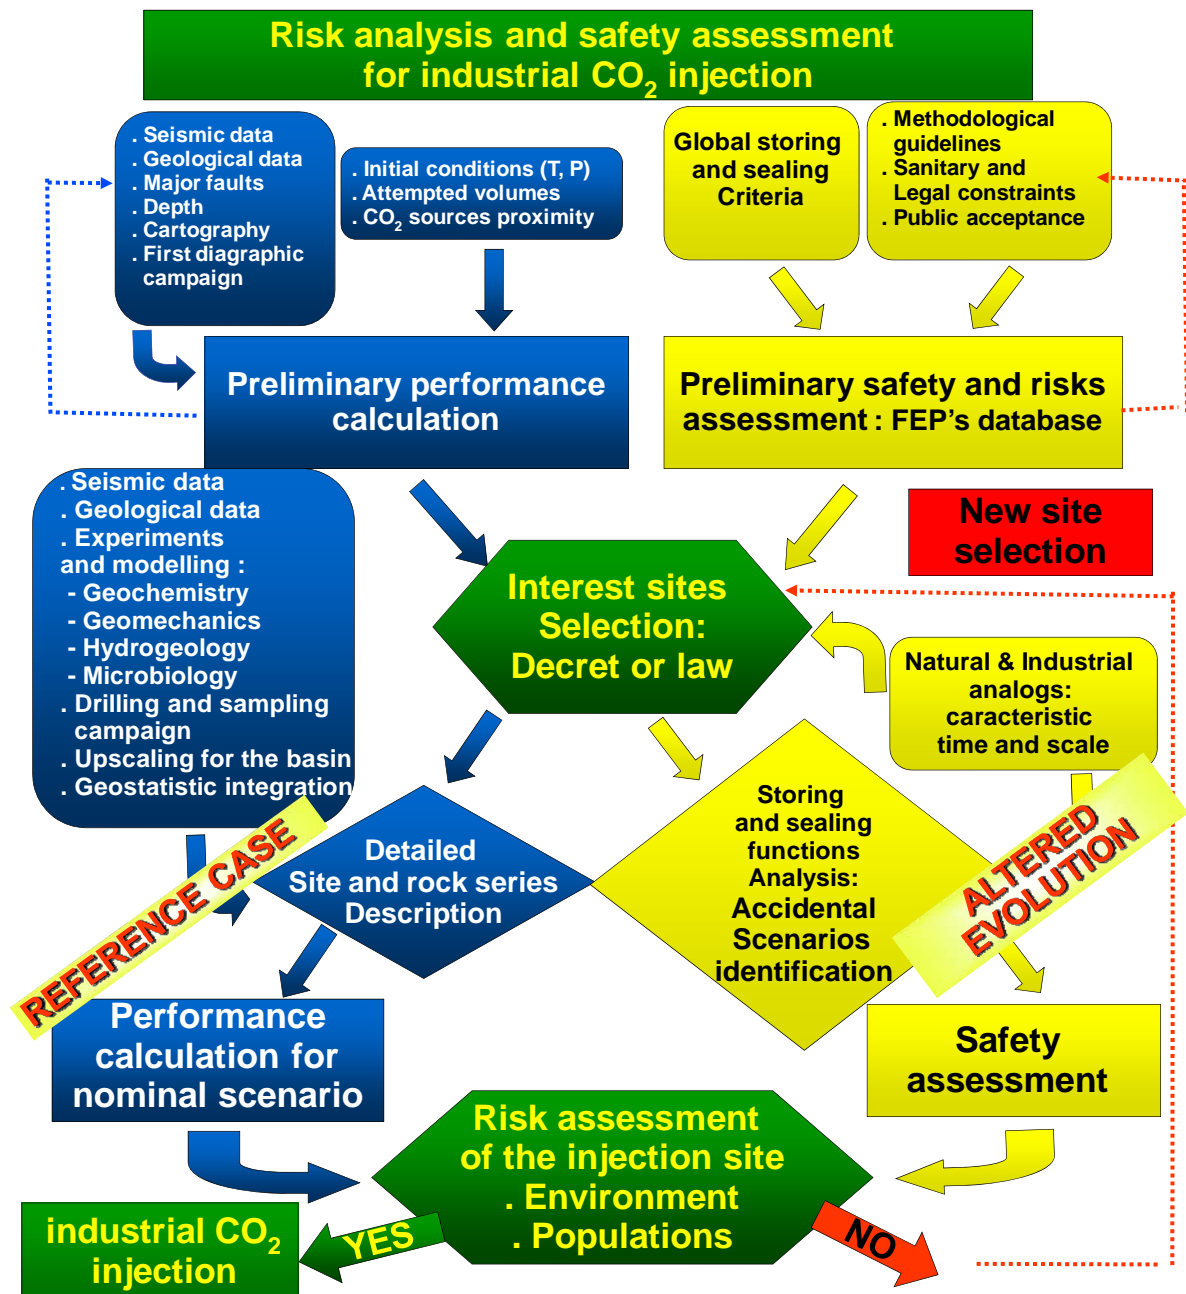 Risk analysis and safety assessment
for industrial CO₂ injection
. Seismic data
. Geological data
. Major faults
. Depth
. Cartography
. First diagraphic
campaign
. Initial conditions (T, P)
. Attempted volumes
. CO₂ sources proximity
Global storing
and sealing
Criteria
. Methodological
guidelines
. Sanitary and
Legal constraints
. Public acceptance
Preliminary performance
calculation
Preliminary safety and risks
assessment : FEP's database
. Seismic data
. Geological data
. Experiments
and modelling :
- Geochemistry
- Geomechanics
- Hydrogeology
- Microbiology
. Drilling and sampling
campaign
. Upscaling for the basin
. Geostatistic integration
New site
selection
Interest sites
Selection:
Decret or law
Natural & Industrial
analogs:
caracteristic
time and scale
REFERENCE CASE
Detailed
Site and rock series
Description
Storing
and sealing
functions
Analysis:
Accidental
Scenarios
identification
ALTERED
EVOLUTION
Performance
calculation for
nominal scenario
Safety
assessment
Risk assessment
of the injection site
. Environment
. Populations
YES
NO
industrial CO₂
injection